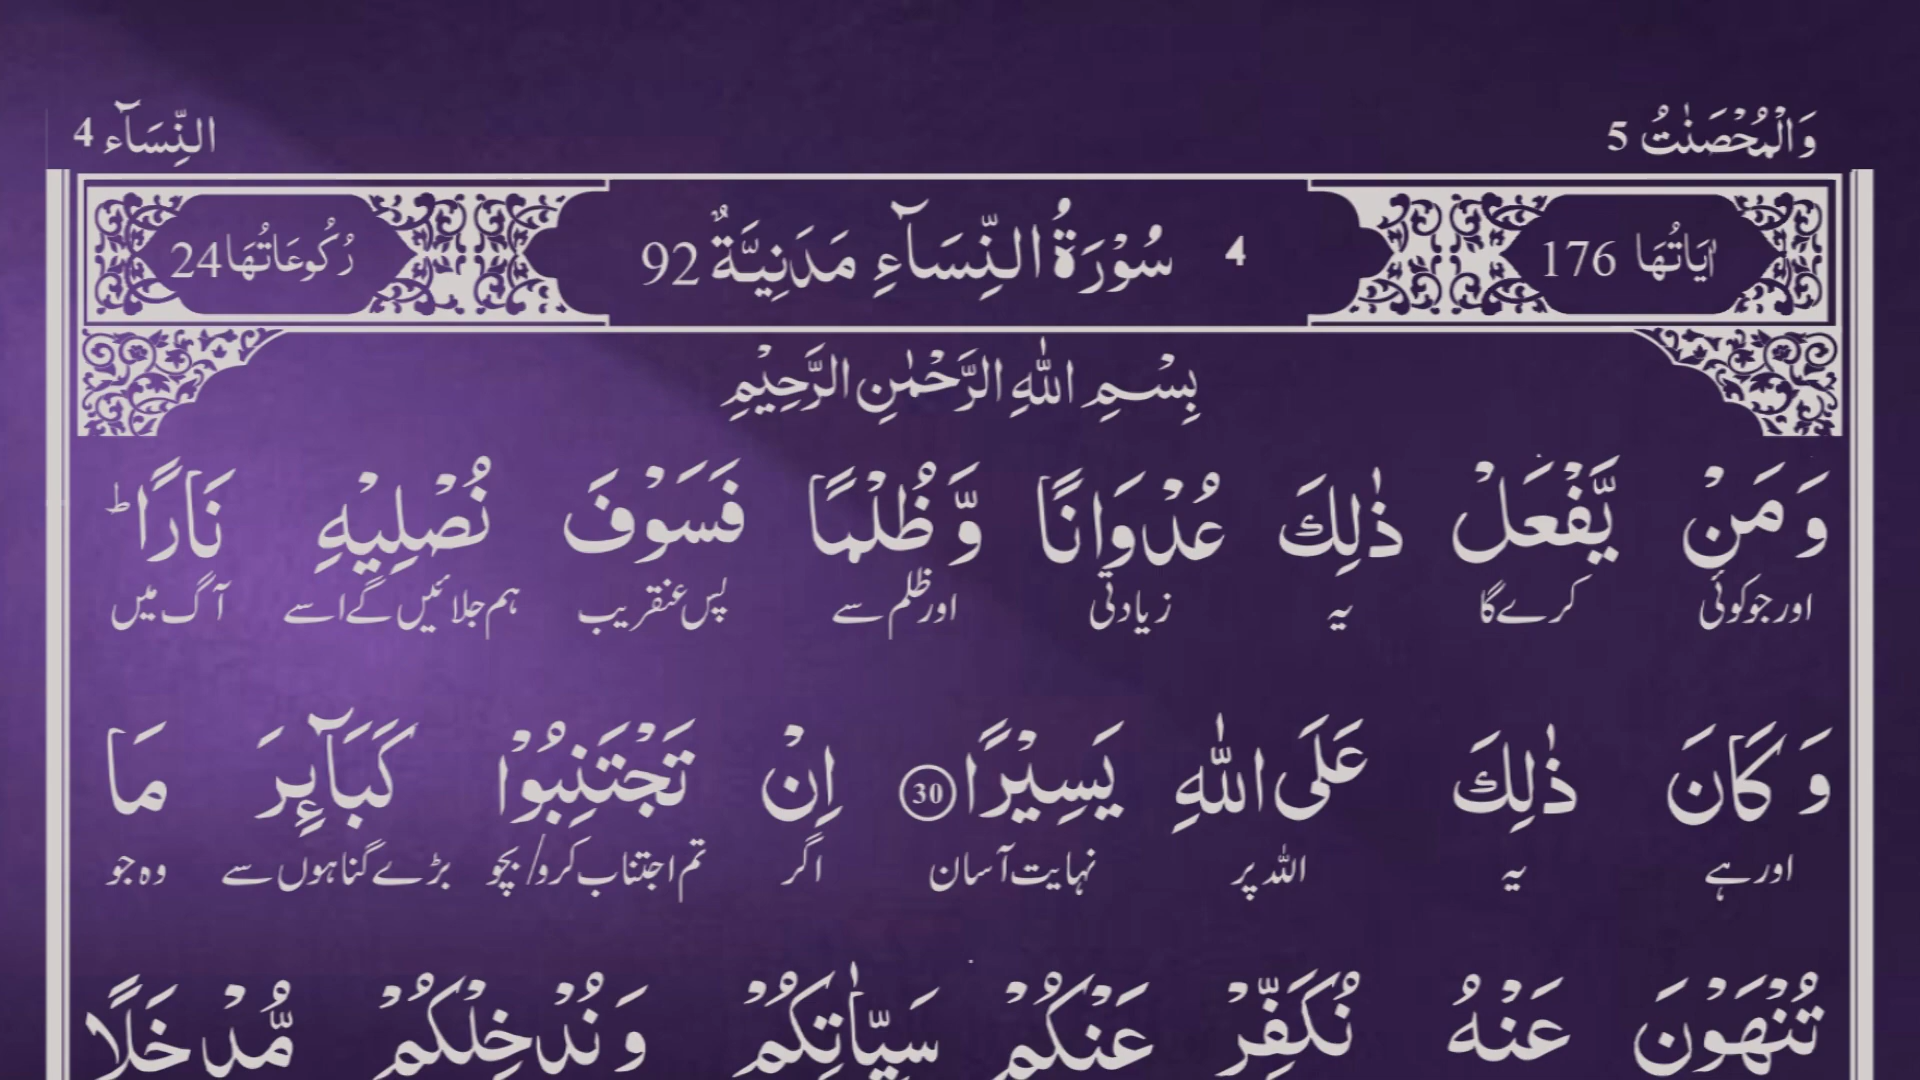 وَالْمُحْصَنٰتُ 5 النِّسَآء 4
اٰيَاتُهَا 176 4 سُوْرَةُ النِّسَآءِ مَدَنِيَّةٌ 92 رُكُوعَاتُهَا 24
بِسْمِ اللّٰهِ الرَّحْمٰنِ الرَّحِيْمِ
وَمَنْ يَّفْعَلْ ذٰلِكَ عُدْوَانًا وَّظُلْمًا فَسَوْفَ نُصْلِيْهِ نَارًا ؕ
اور جو کوئی کرے گا یہ زیادتی اور ظلم سے پس عنقریب ہم جلائیں گے اسے آگ میں
وَكَانَ ذٰلِكَ عَلَى اللّٰهِ يَسِيْرًا 30 اِنْ تَجْتَنِبُوْا كَبَآئِرَ مَا
اور ہے یہ اللہ پر نہایت آسان اگر تم اجتناب کرو/بچو بڑے گناہوں سے وہ جو
تُنْهَوْنَ عَنْهُ نُكَفِّرْ عَنْكُمْ سَيِّاٰتِكُمْ وَنُدْخِلْكُمْ مُّدْخَلًا